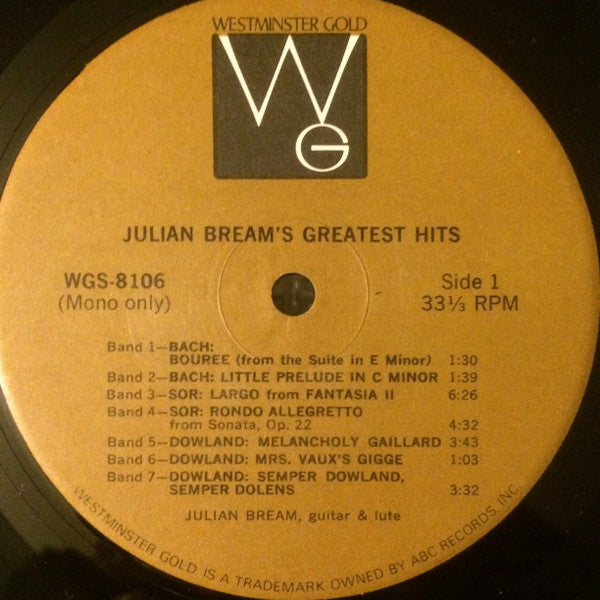 WESTMINSTER GOLD
W
G
JULIAN BREAM'S GREATEST HITS
WGS-8106
(Mono only)
Side 1
33⅓ RPM
Band 1—BACH:
BOUREE (from the Suite in E Minor) 1:30
Band 2—BACH: LITTLE PRELUDE IN C MINOR 1:39
Band 3—SOR: LARGO from FANTASIA II 6:26
Band 4—SOR: RONDO ALLEGRETTO
from Sonata, Op. 22 4:32
Band 5—DOWLAND: MELANCHOLY GAILLARD 3:43
Band 6—DOWLAND: MRS. VAUX'S GIGGE 1:03
Band 7—DOWLAND: SEMPER DOWLAND,
SEMPER DOLENS 3:32
JULIAN BREAM, guitar & lute
WESTMINSTER GOLD IS A TRADEMARK OWNED BY ABC RECORDS, INC.